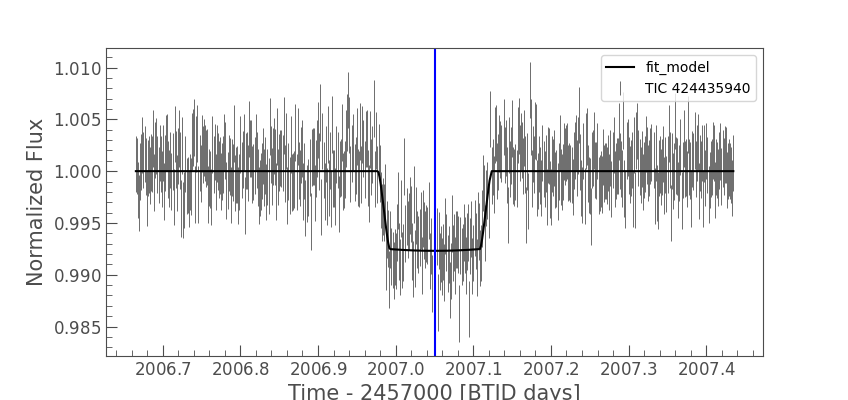 fit_model
TIC 424435940
1.010
1.005
1.000
0.995
0.990
0.985
Normalized Flux
2006.7 2006.8 2006.9 2007.0 2007.1 2007.2 2007.3 2007.4
Time - 2457000 [BTJD days]